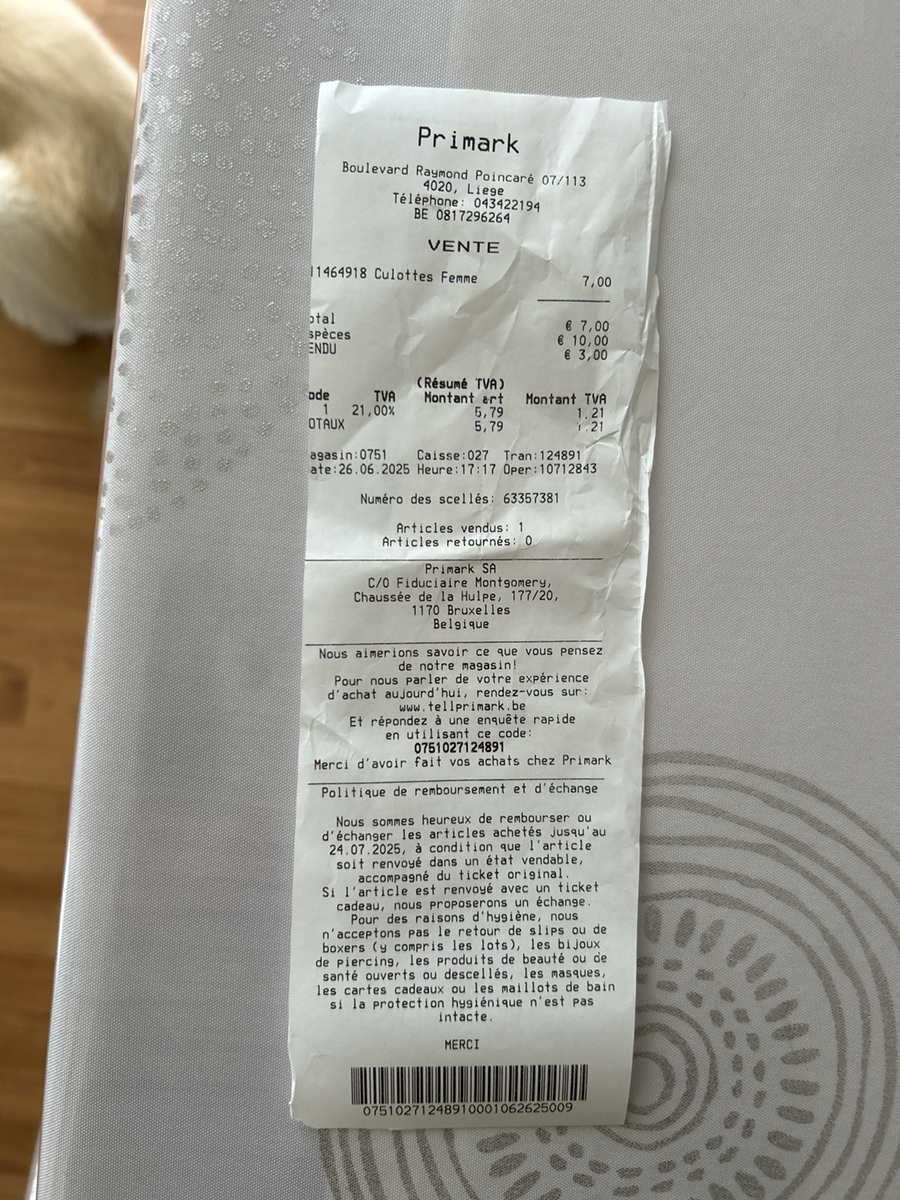 Primark
Boulevard Raymond Poincaré 07/113
4020, Liege
Téléphone: 043422194
BE 0817296264
VENTE
11464918 Culottes Femme 7,00
otal € 7,00
spèces € 10,00
ENDU € 3,00
(Résumé TVA)
ode TVA Montant art Montant TVA
1 21,00% 5,79 1.21
OTAUX 5,79 1.21
agasin:0751 Caisse:027 Tran:124891
ate:26.06.2025 Heure:17:17 Oper:10712843
Numéro des scellés: 63357381
Articles vendus: 1
Articles retournés: 0
Primark SA
C/O Fiduciaire Montgomery,
Chaussée de la Hulpe, 177/20,
1170 Bruxelles
Belgique
Nous aimerions savoir ce que vous pensez
de notre magasin!
Pour nous parler de votre expérience
d'achat aujourd'hui, rendez-vous sur:
www.tellprimark.be
Et répondez à une enquête rapide
en utilisant ce code:
0751027124891
Merci d'avoir fait vos achats chez Primark
Politique de remboursement et d'échange
Nous sommes heureux de rembourser ou
d'échanger les articles achetés jusqu'au
24.07.2025, à condition que l'article
soit renvoyé dans un état vendable,
accompagné du ticket original.
Si l'article est renvoyé avec un ticket
cadeau, nous proposerons un échange.
Pour des raisons d'hygiène, nous
n'acceptons pas le retour de slips ou de
boxers (y compris les lots), les bijoux
de piercing, les produits de beauté ou de
santé ouverts ou descellés, les masques,
les cartes cadeaux ou les maillots de bain
si la protection hygiénique n'est pas
intacte.
MERCI
07510271248910001062625009